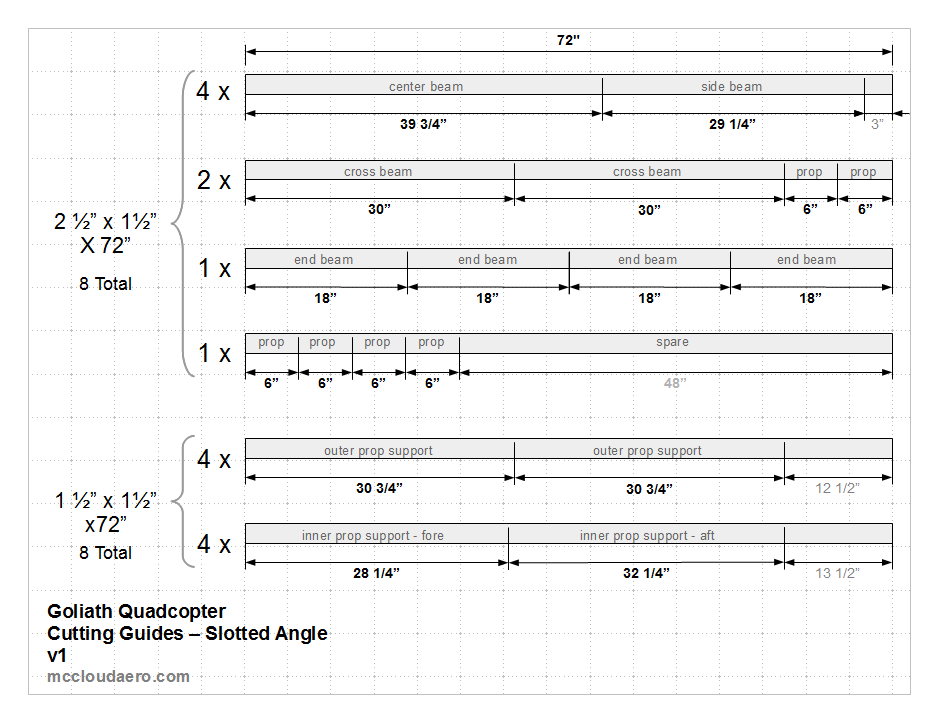 72"
4 x
center beam
side beam
39 3/4”
29 1/4”
3”
2 x
cross beam
cross beam
prop
prop
30”
30”
6”
6”
2 ½” x 1½”
X 72”
8 Total
1 x
end beam
end beam
end beam
end beam
18”
18”
18”
18”
1 x
prop
prop
prop
prop
spare
6”
6”
6”
6”
48”
4 x
outer prop support
outer prop support
30 3/4”
30 3/4”
12 1/2”
1 ½” x 1½”
x72”
8 Total
4 x
inner prop support - fore
inner prop support - aft
28 1/4”
32 1/4”
13 1/2”
Goliath Quadcopter
Cutting Guides – Slotted Angle
v1
mccloudaero.com